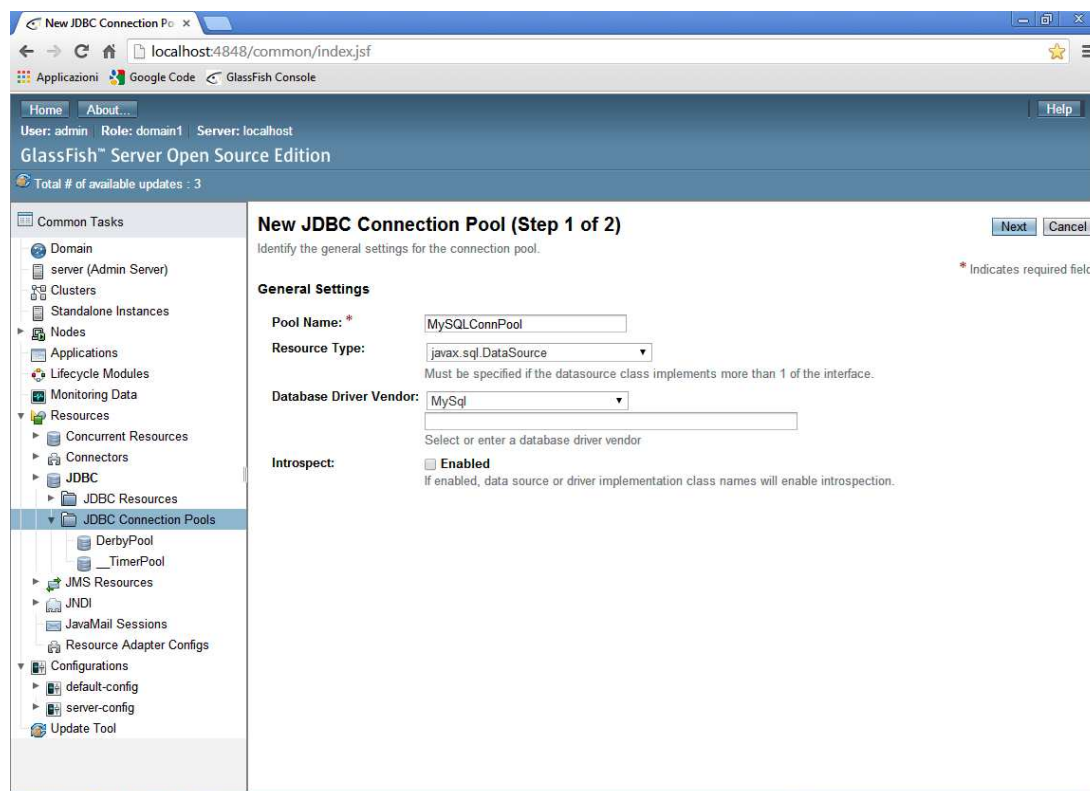 New JDBC Connection Po
localhost:4848/common/index.jsf
Applicazioni Google Code GlassFish Console
Home About... Help
User: admin Role: domain1 Server: localhost
GlassFish™ Server Open Source Edition
Total # of available updates : 3
Common Tasks
Domain
server (Admin Server)
Clusters
Standalone Instances
Nodes
Applications
Lifecycle Modules
Monitoring Data
Resources
Concurrent Resources
Connectors
JDBC
JDBC Resources
JDBC Connection Pools
DerbyPool
__TimerPool
JMS Resources
JNDI
JavaMail Sessions
Resource Adapter Configs
Configurations
default-config
server-config
Update Tool
New JDBC Connection Pool (Step 1 of 2)
Next Cancel
Identify the general settings for the connection pool.
* Indicates required field
General Settings
Pool Name: * MySQLConnPool
Resource Type: javax.sql.DataSource
Must be specified if the datasource class implements more than 1 of the interface.
Database Driver Vendor: MySql
Select or enter a database driver vendor
Introspect: Enabled
If enabled, data source or driver implementation class names will enable introspection.